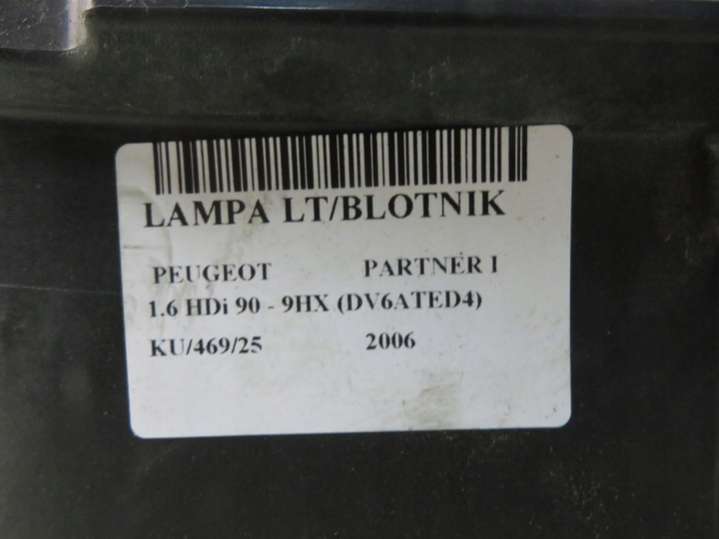 LAMPA LT/BLOTNIK
PEUGEOT PARTNER I
1.6 HDi 90 - 9HX (DV6ATED4)
KU/469/25 2006